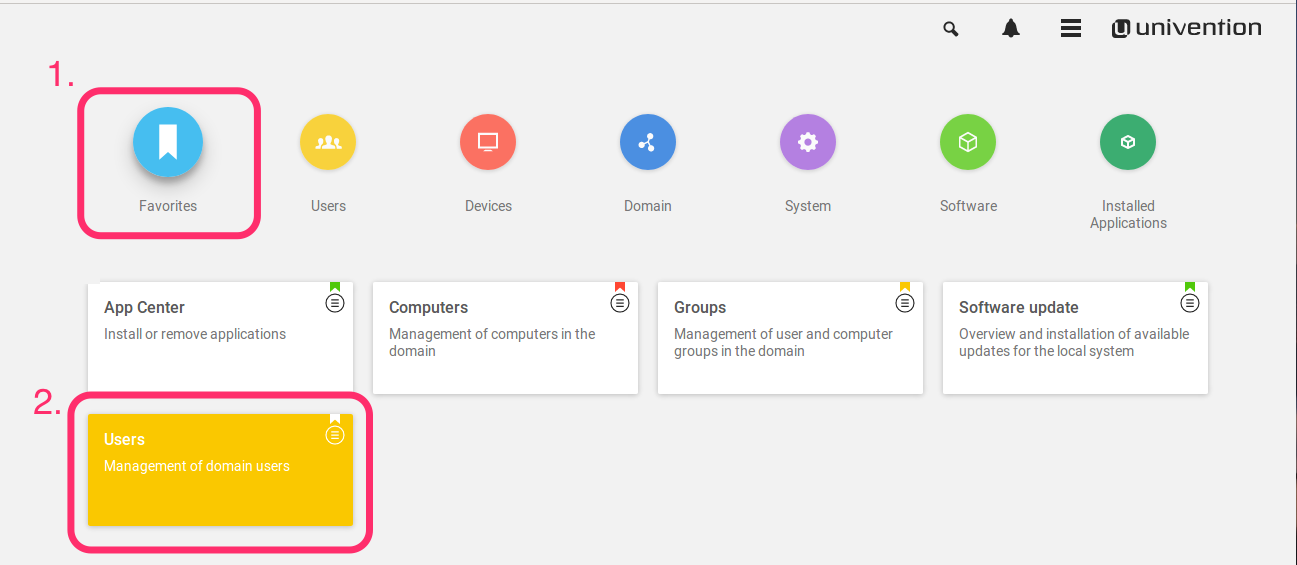 univention
1.
Favorites
Users
Devices
Domain
System
Software
Installed
Applications
App Center
Install or remove applications
Computers
Management of computers in the
domain
Groups
Management of user and computer
groups in the domain
Software update
Overview and installation of available
updates for the local system
2.
Users
Management of domain users